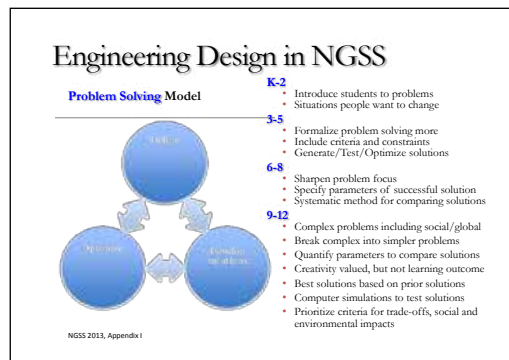 Engineering Design in NGSS
Problem Solving Model
Define
Optimize
Develop
solutions
K-2
• Introduce students to problems
• Situations people want to change
3-5
• Formalize problem solving more
• Include criteria and constraints
• Generate/Test/Optimize solutions
6-8
• Sharpen problem focus
• Specify parameters of successful solution
• Systematic method for comparing solutions
9-12
• Complex problems including social/global
• Break complex into simpler problems
• Quantify parameters to compare solutions
• Creativity valued, but not learning outcome
• Best solutions based on prior solutions
• Computer simulations to test solutions
• Prioritize criteria for trade-offs, social and
environmental impacts
NGSS 2013, Appendix I